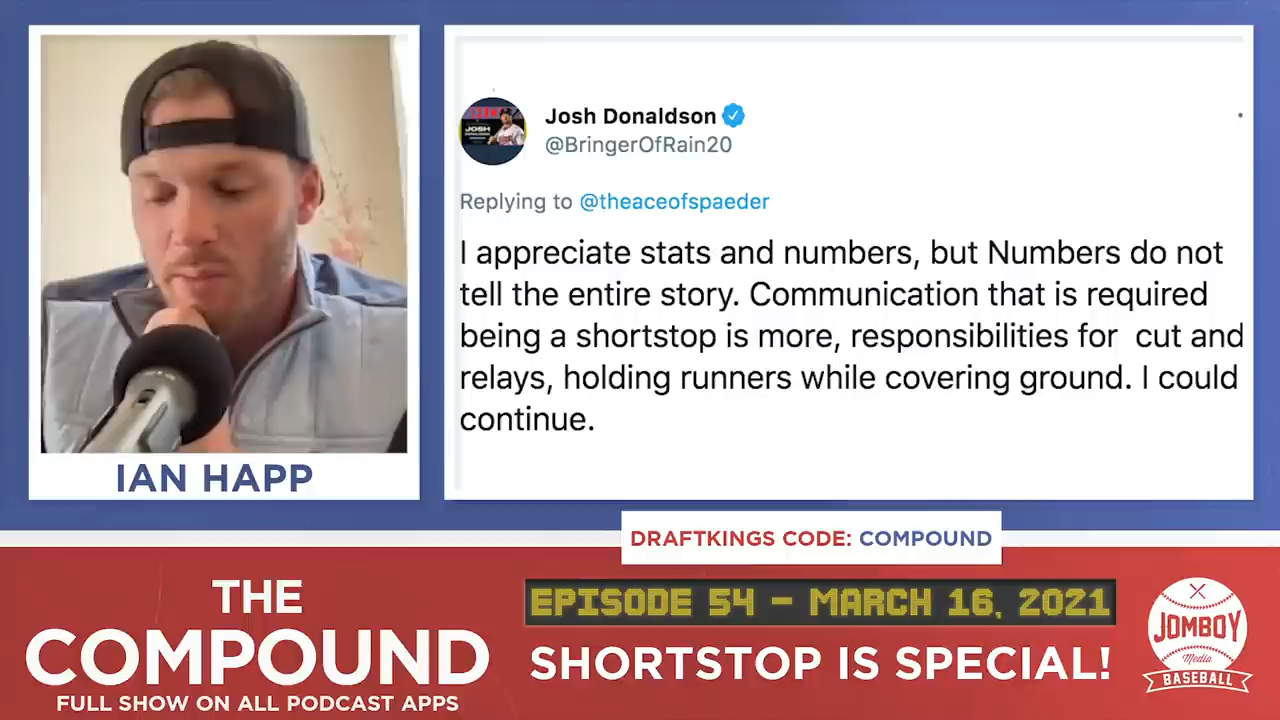 IAN HAPP
JOSH
Josh Donaldson
@BringerOfRain20
Replying to @theaceofspaeder
I appreciate stats and numbers, but Numbers do not
tell the entire story. Communication that is required
being a shortstop is more, responsibilities for cut and
relays, holding runners while covering ground. I could
continue.
DRAFTKINGS CODE: COMPOUND
THE
COMPOUND
FULL SHOW ON ALL PODCAST APPS
EPISODE 54 - MARCH 16, 2021
SHORTSTOP IS SPECIAL!
JOMBOY
Media
BASEBALL